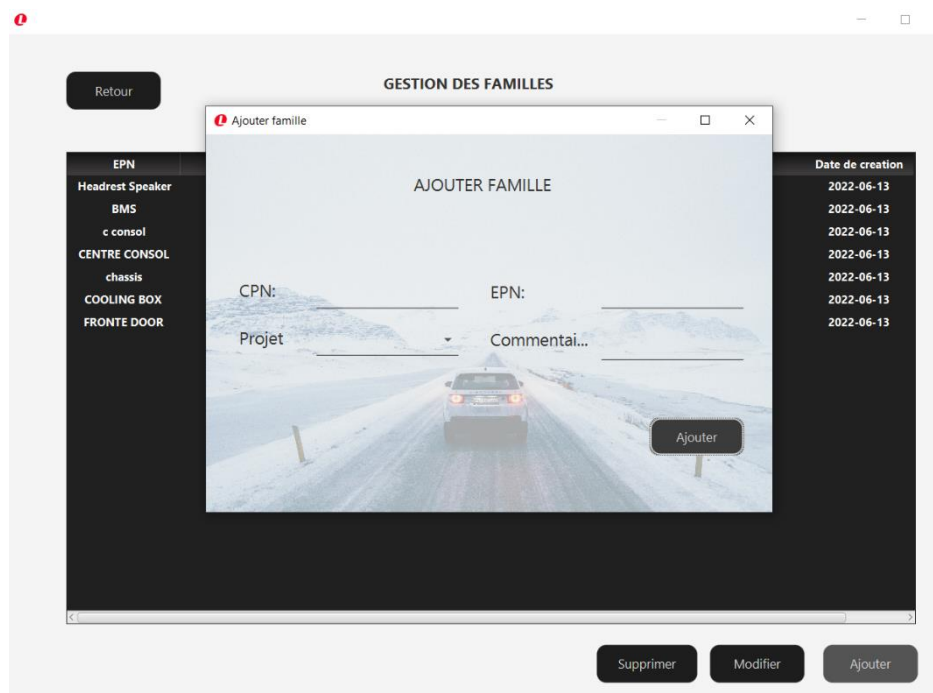 Retour
GESTION DES FAMILLES
Ajouter famille
AJOUTER FAMILLE
CPN:
EPN:
Projet
Commentai...
Ajouter
EPN Date de creation
Headrest Speaker 2022-06-13
BMS 2022-06-13
c consol 2022-06-13
CENTRE CONSOL 2022-06-13
chassis 2022-06-13
COOLING BOX 2022-06-13
FRONTE DOOR 2022-06-13
Supprimer Modifier Ajouter